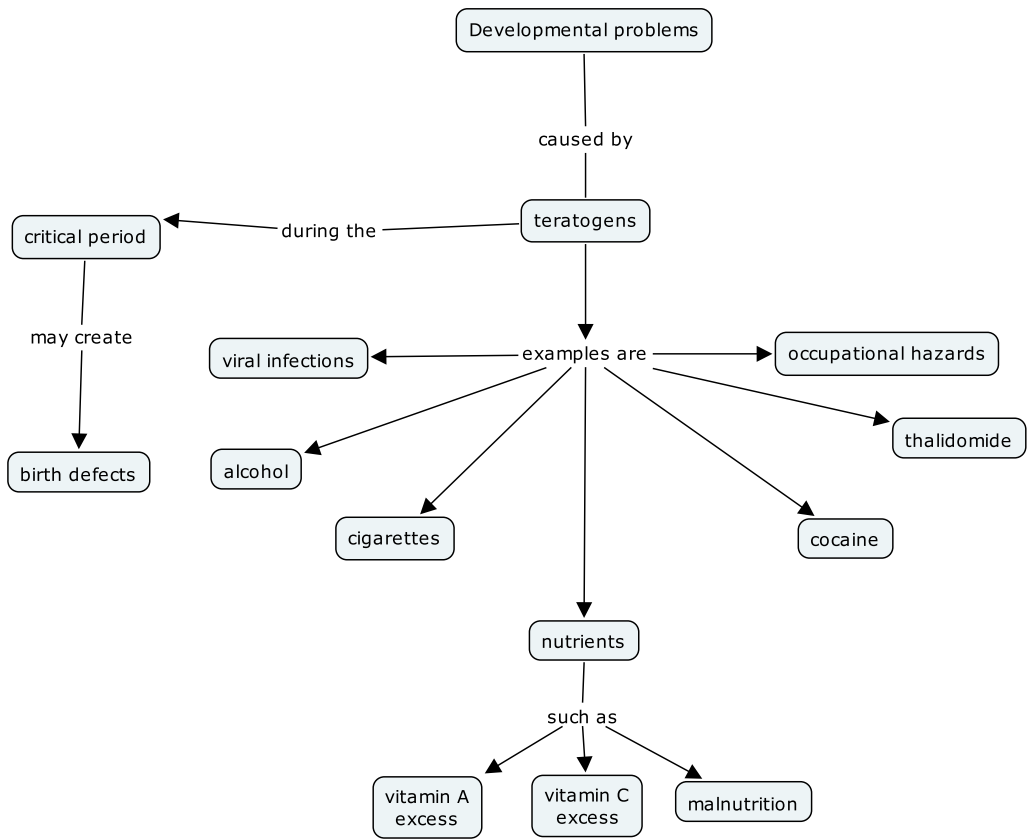 Developmental problems
caused by
teratogens
during the
critical period
may create
examples are
viral infections
occupational hazards
thalidomide
alcohol
birth defects
cigarettes
cocaine
nutrients
such as
vitamin A
excess
vitamin C
excess
malnutrition